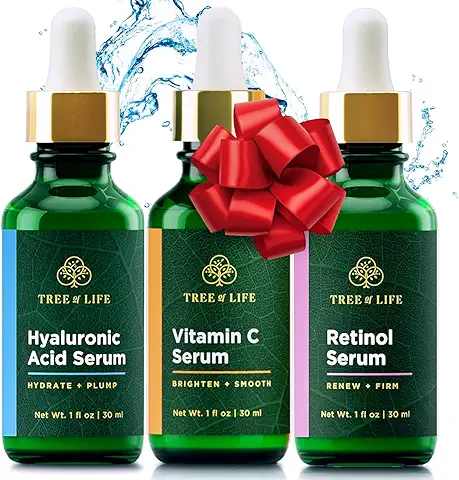 TREE of LIFE
Hyaluronic
Acid Serum
HYDRATE + PLUMP
Net Wt. 1 fl oz | 30 ml
TREE of LIFE
Vitamin C
Serum
BRIGHTEN + SMOOTH
Net Wt. 1 fl oz | 30 ml
TREE of LIFE
Retinol
Serum
RENEW + FIRM
Net Wt. 1 fl oz | 30 ml